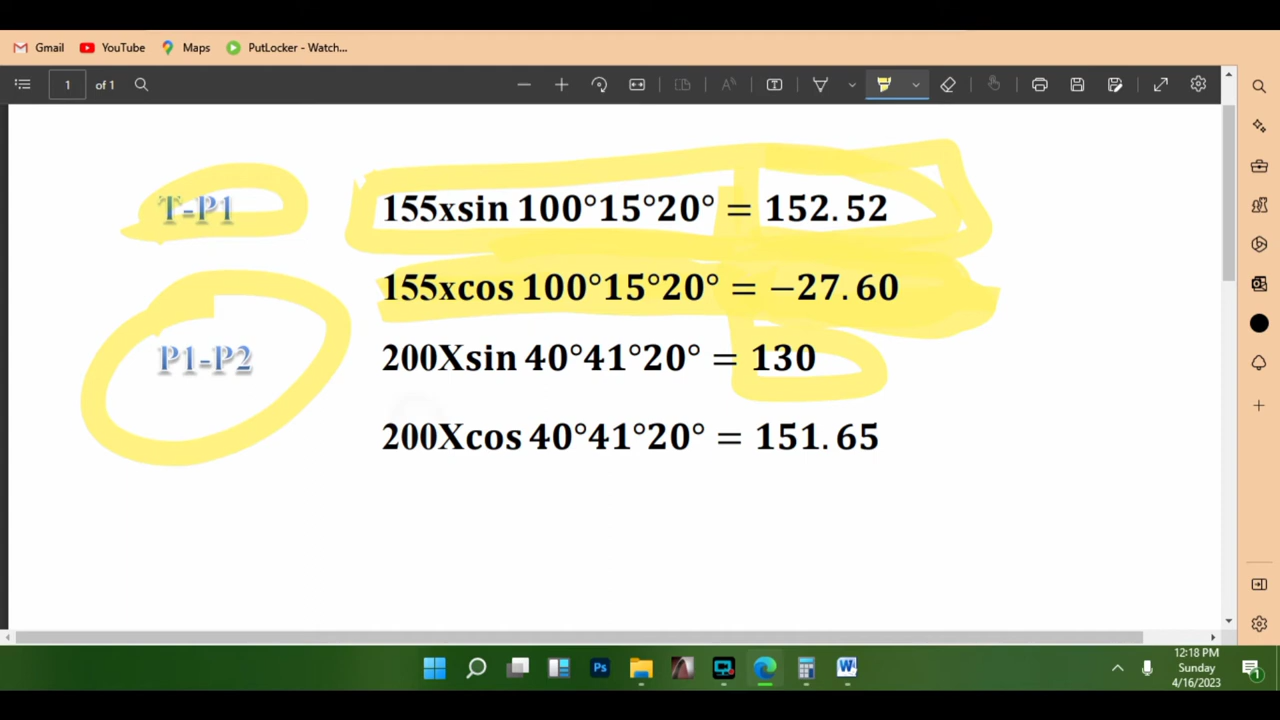 Gmail YouTube Maps PutLocker - Watch...
1 of 1
T-P1 155xsin 100°15°20° = 152.52
155xcos 100°15°20° = −27.60
P1-P2 200Xsin 40°41°20° = 130
200Xcos 40°41°20° = 151.65
12:18 PM
Sunday
4/16/2023
1
Ps
W